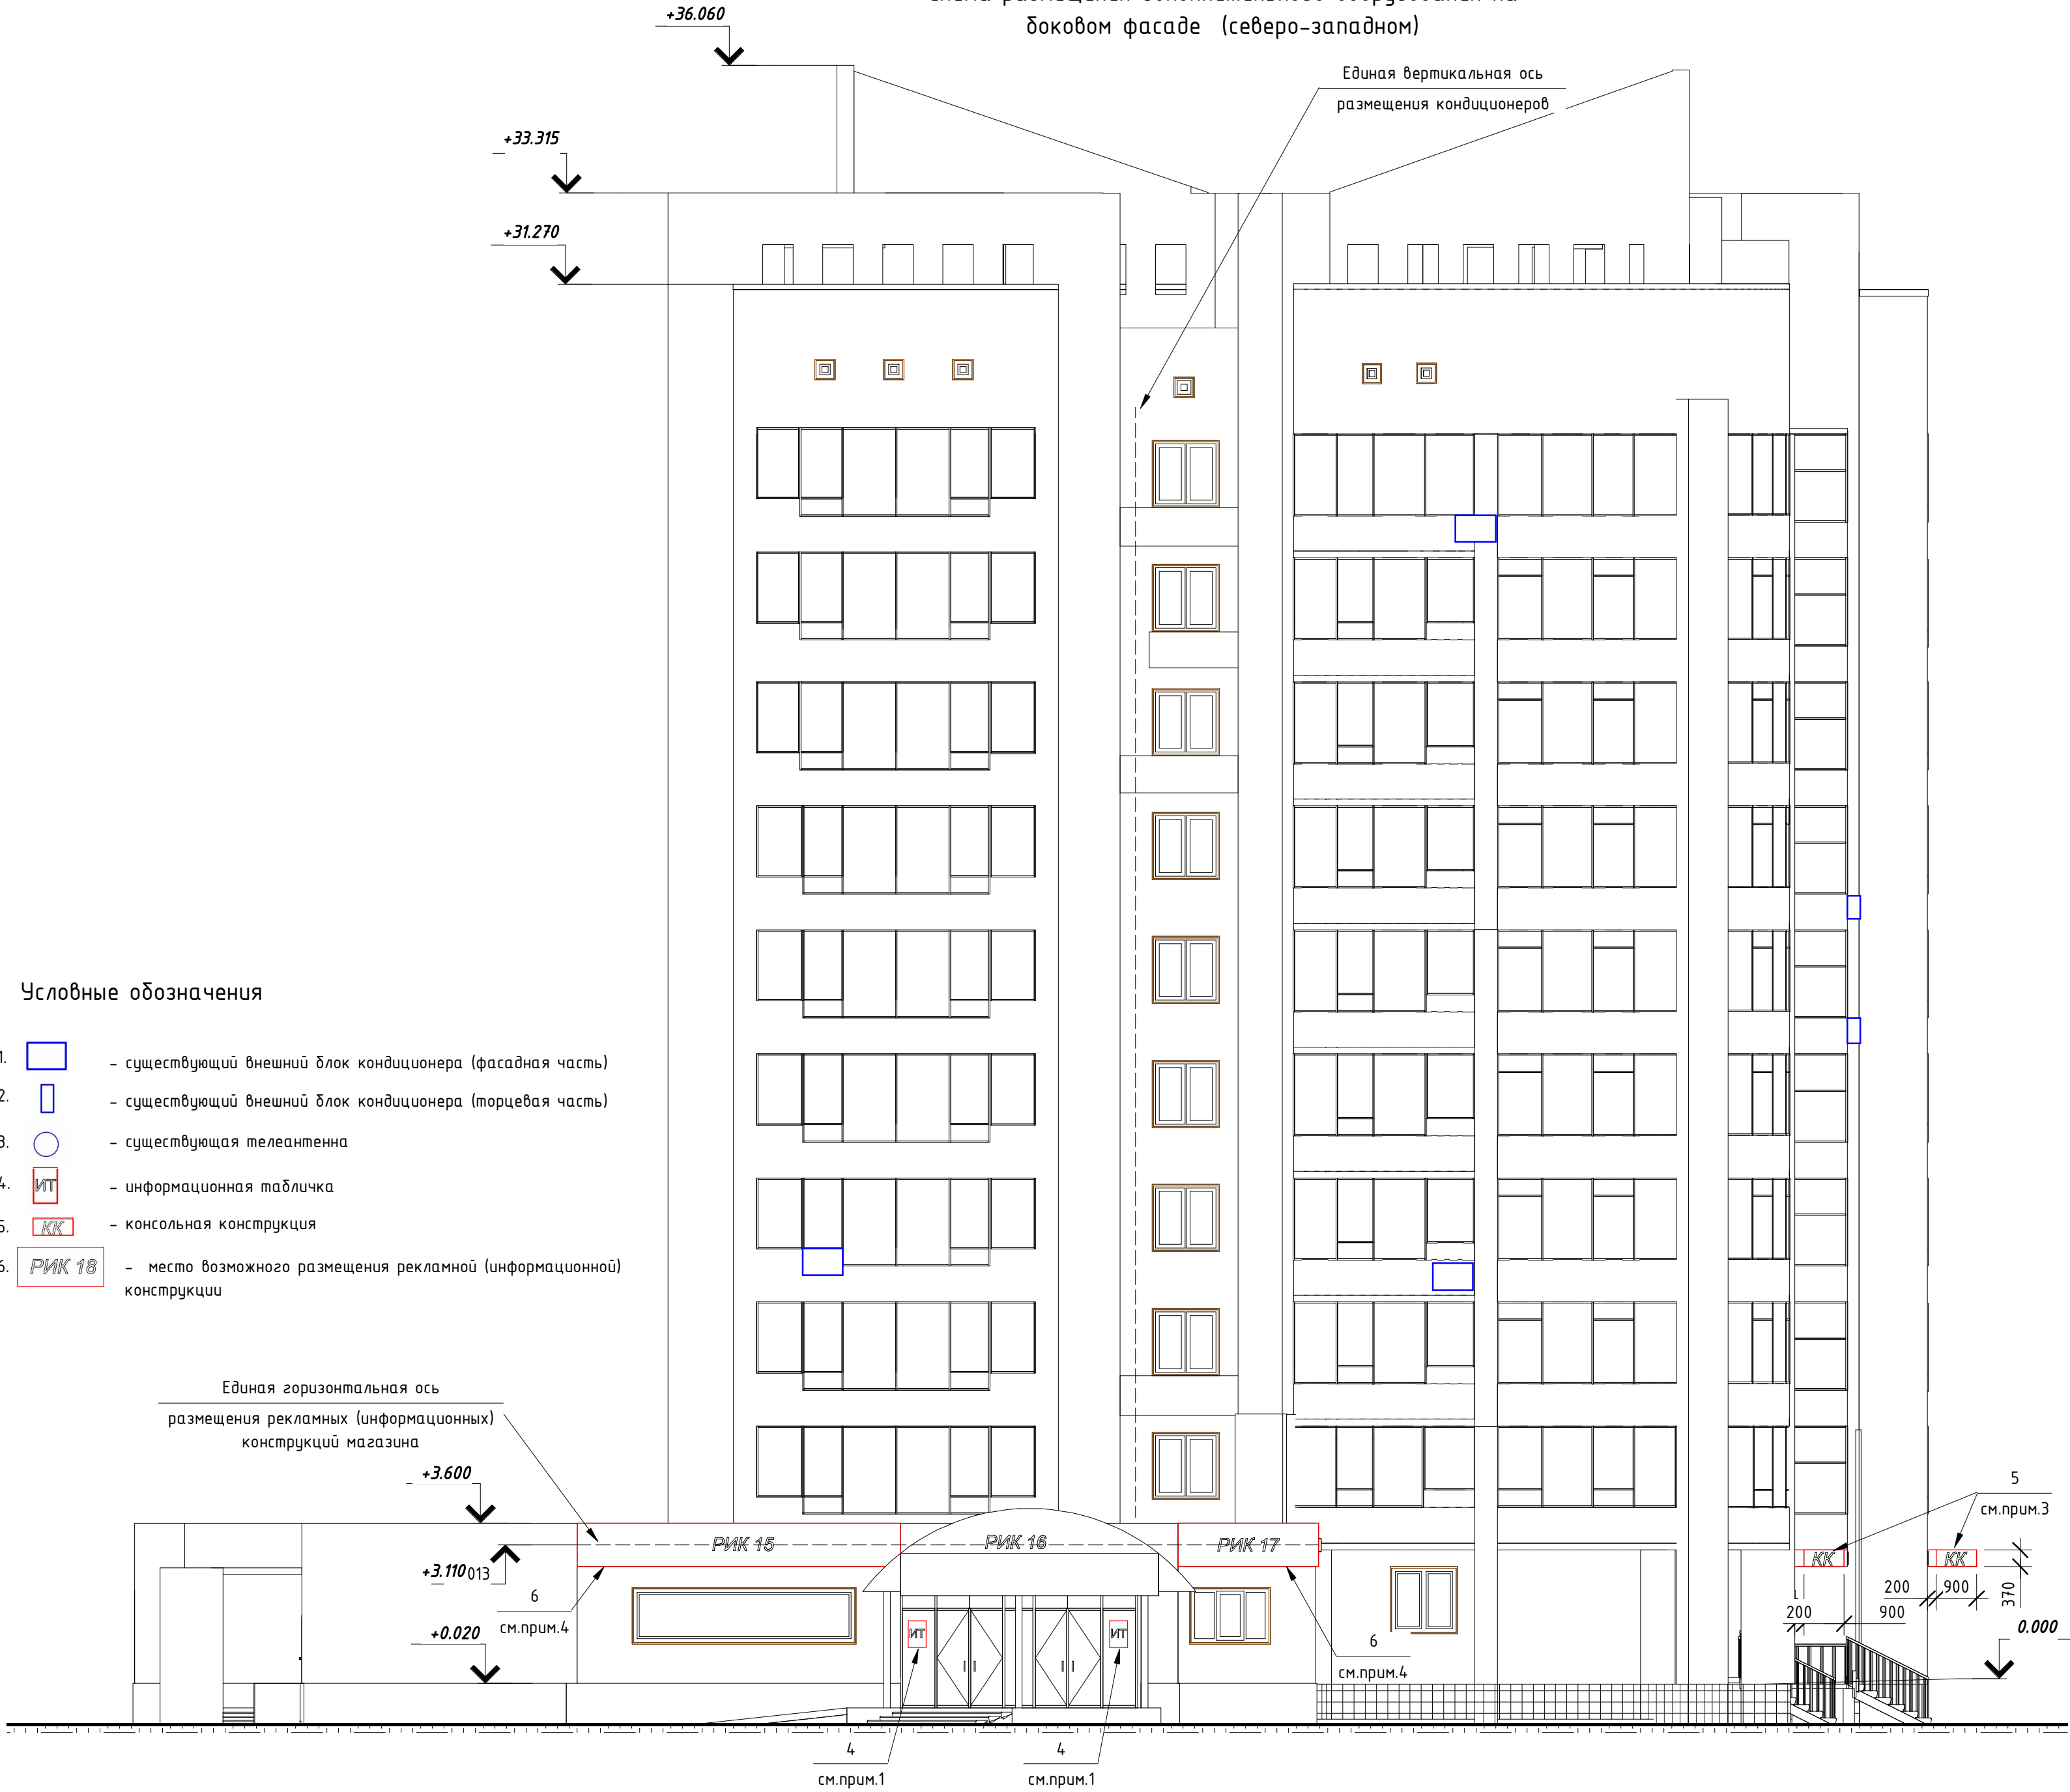 боковом фасаде (северо-западном)
+36.060
Единая вертикальная ось
размещения кондиционеров
+33.315
+31.270
Условные обозначения
1. - существующий внешний блок кондиционера (фасадная часть)
2. - существующий внешний блок кондиционера (торцевая часть)
3. - существующая телеантенна
4. ИТ - информационная табличка
5. КК - консольная конструкция
6. РИК 18 - место возможного размещения рекламной (информационной)
конструкции
Единая горизонтальная ось
размещения рекламных (информационных)
конструкций магазина
+3.600
5
см.прим.3
РИК 15
РИК 16
РИК 17
КК
КК
+3.110
013
200
900
370
6
см.прим.4
200
900
+0.020
ИТ
ИТ
0.000
6
см.прим.4
4
см.прим.1
4
см.прим.1